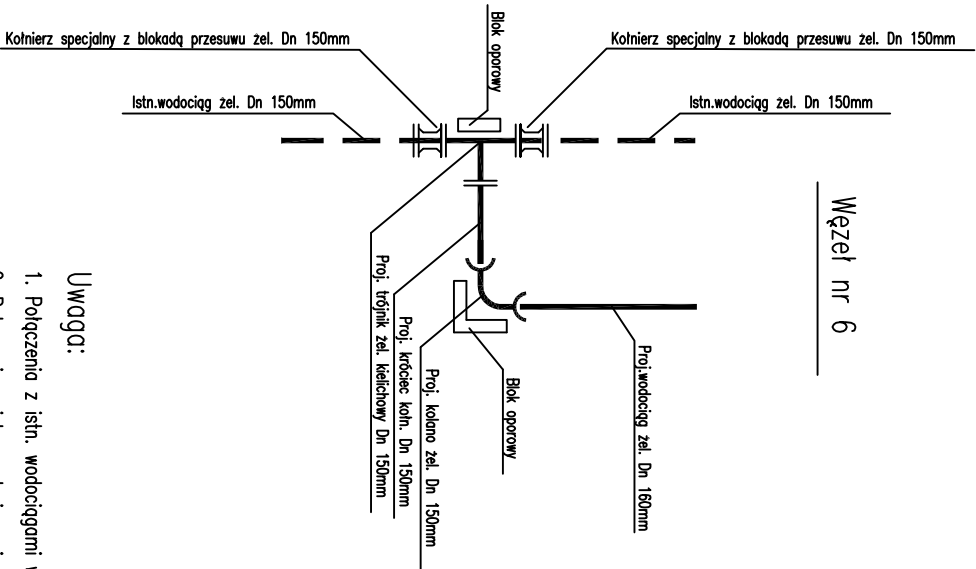 Kołnierz specjalny z blokadą przesuwu żel. Dn 150mm
Kołnierz specjalny z blokadą przesuwu żel. Dn 150mm
Istn.wodociąg żel. Dn 150mm
Istn.wodociąg żel. Dn 150mm
Blok oporowy
Węzeł nr 6
Proj. trójnik żel. kielichowy Dn 150mm
Proj. króciec kołn. Dn 150mm
Proj. kolano żel. Dn 150mm
Blok oporowy
Proj.wodociąg żel. Dn 160mm
Uwaga:
1. Połączenia z istn. wodociągami